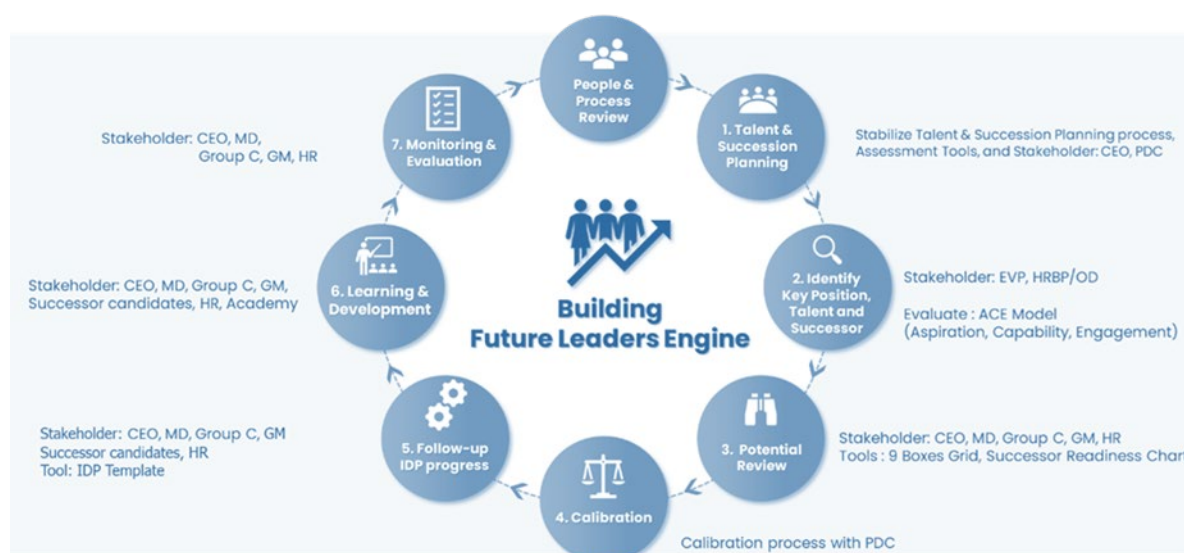 People &
Process
Review
1. Talent &
Succession
Planning
Stabilize Talent & Succession Planning process,
Assessment Tools, and Stakeholder: CEO, PDC
2. Identify
Key Position,
Talent and
Successor
Stakeholder: EVP, HRBP/OD
Evaluate : ACE Model
(Aspiration, Capability, Engagement)
3. Potential
Review
Stakeholder: CEO, MD, Group C, GM, HR
Tools : 9 Boxes Grid, Successor Readiness Chart
4. Calibration
Calibration process with PDC
5. Follow-up
IDP progress
Stakeholder: CEO, MD, Group C, GM
Successor candidates, HR
Tool: IDP Template
6. Learning &
Development
Stakeholder: CEO, MD, Group C, GM,
Successor candidates, HR, Academy
7. Monitoring &
Evaluation
Stakeholder: CEO, MD,
Group C, GM, HR
Building
Future Leaders Engine